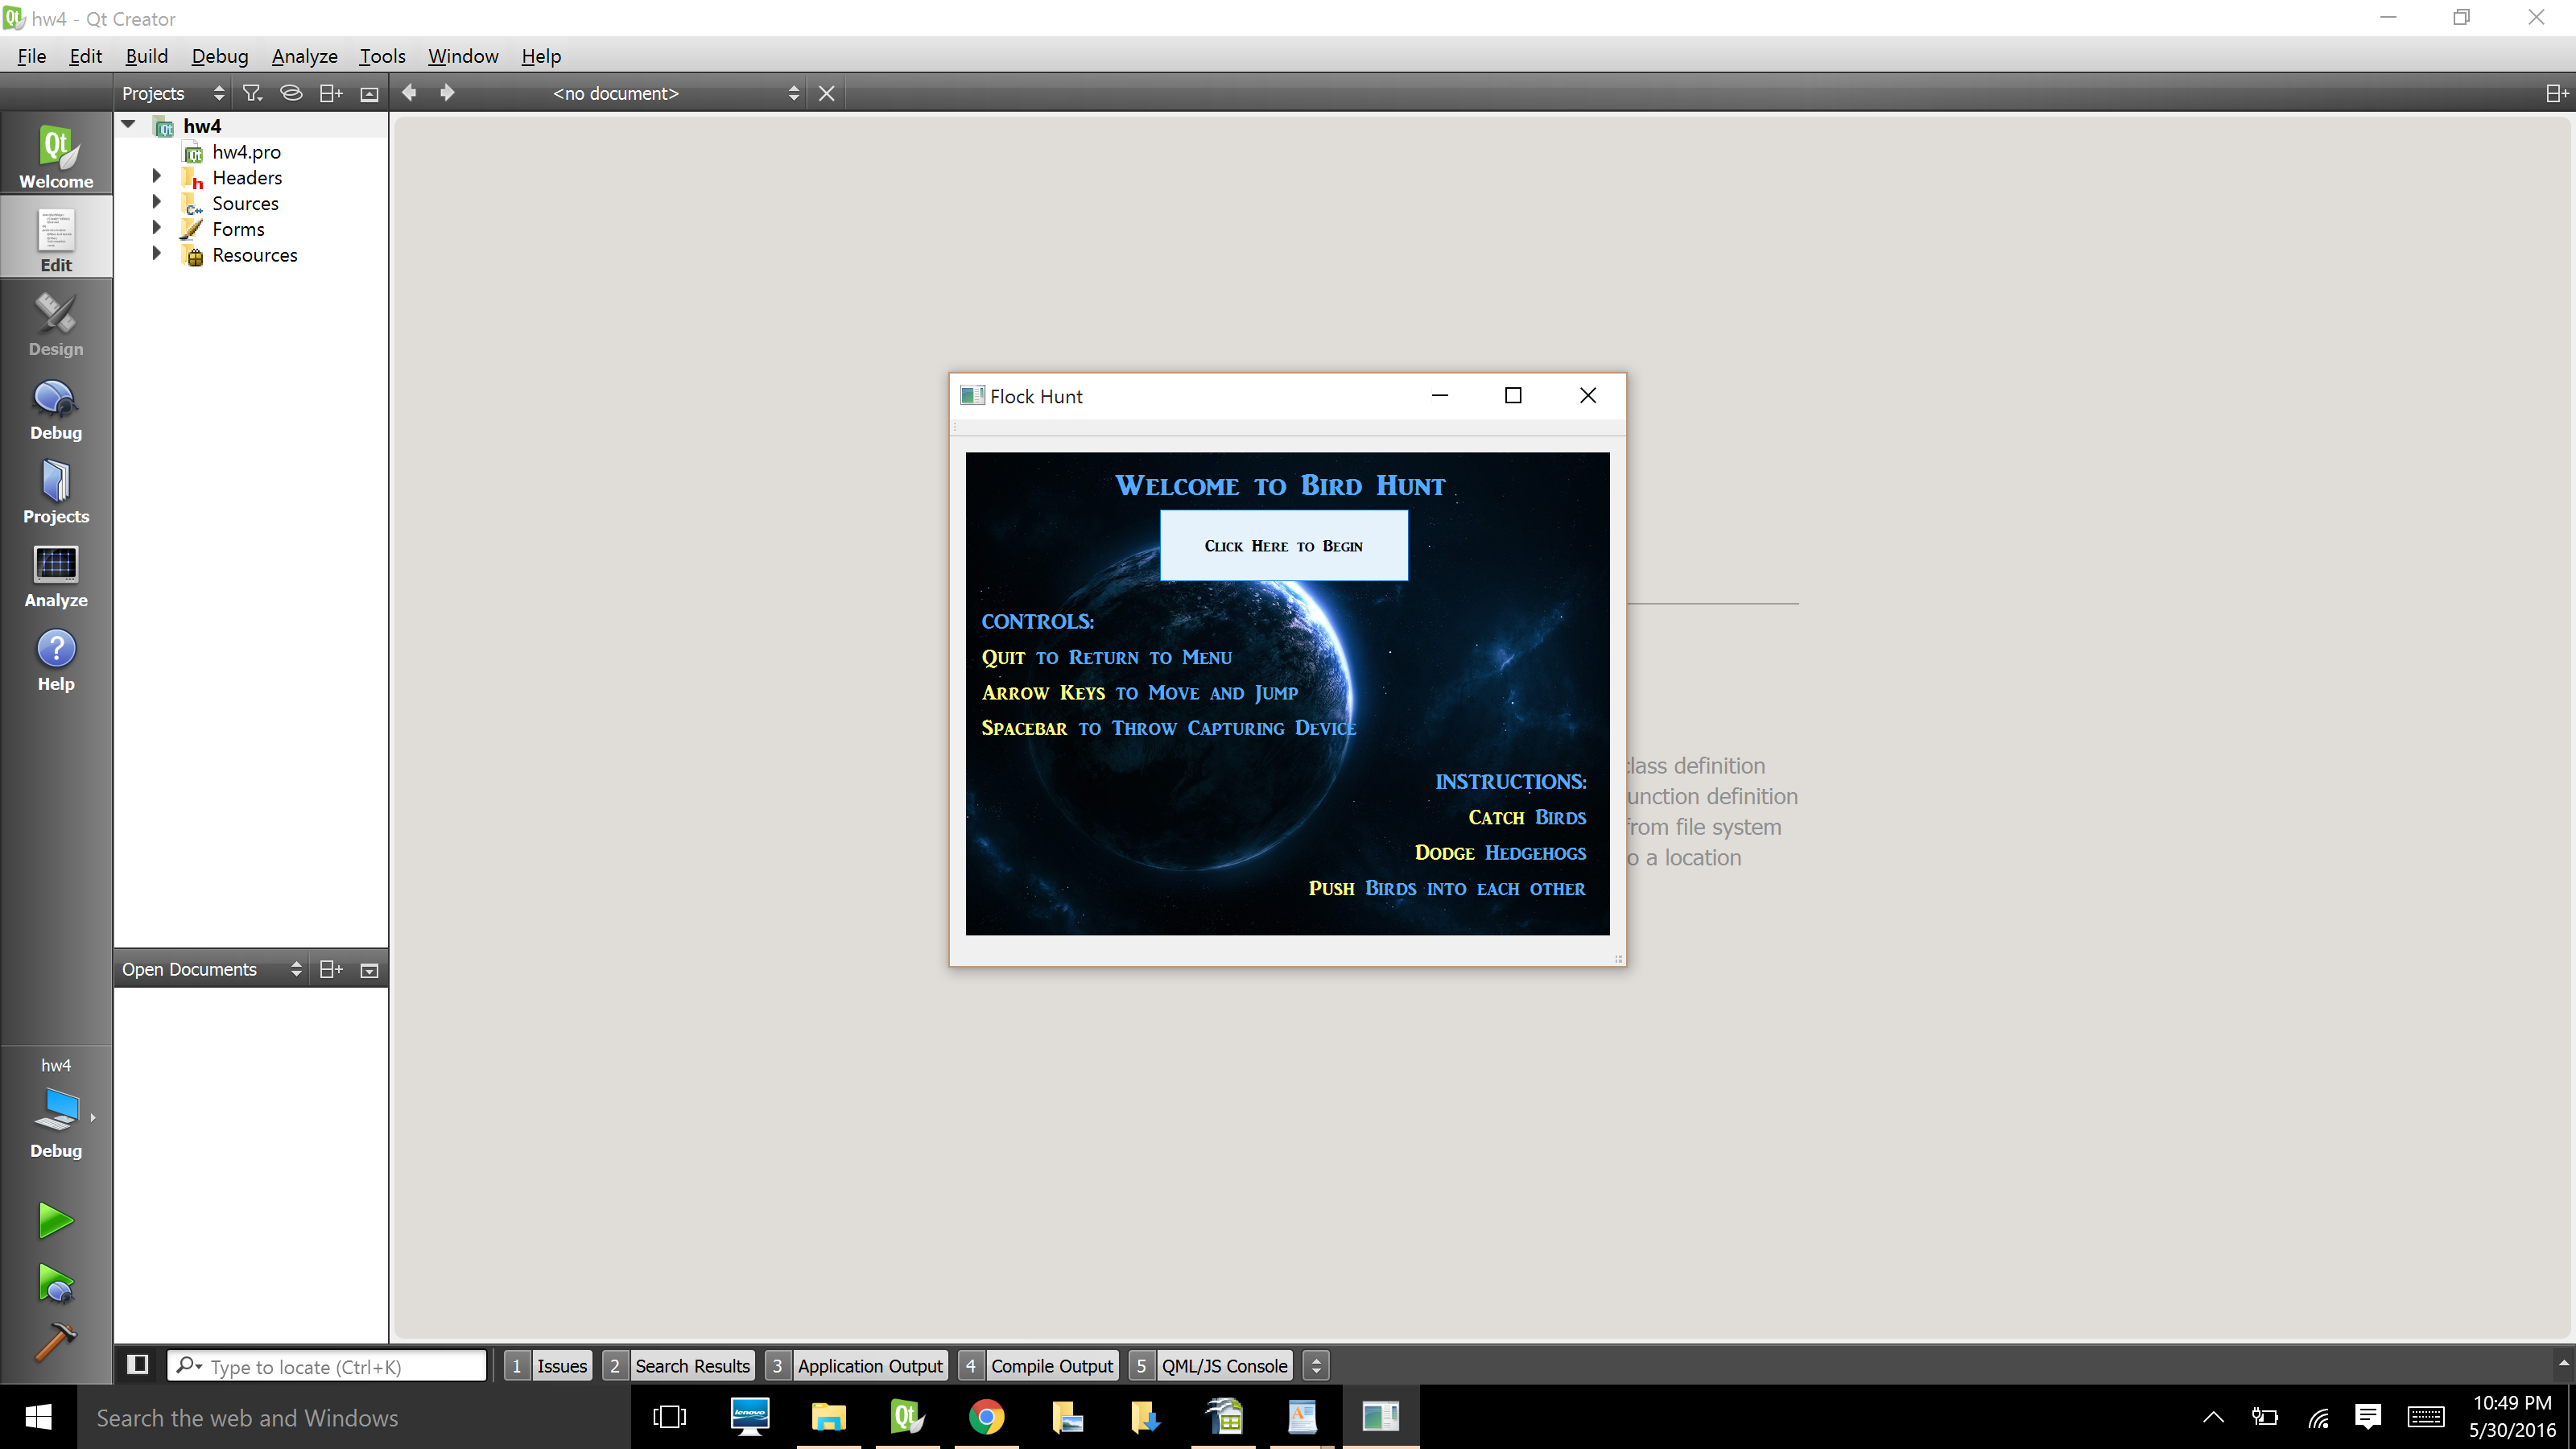 hw4 - Qt Creator
File Edit Build Debug Analyze Tools Window Help
Projects <no document>
Qt
Welcome
Edit
Design
Debug
Projects
Analyze
Help
hw4
hw4.pro
Headers
Sources
Forms
Resources
Flock Hunt
Welcome to Bird Hunt
Click Here to Begin
CONTROLS:
Quit to Return to Menu
Arrow Keys to Move and Jump
Spacebar to Throw Capturing Device
INSTRUCTIONS:
Catch Birds
Dodge Hedgehogs
Push Birds into each other
class definition
unction definition
from file system
o a location
Open Documents
hw4
Debug
Type to locate (Ctrl+K)
1 Issues 2 Search Results 3 Application Output 4 Compile Output 5 QML/JS Console
Search the web and Windows
lenovo
Qt
10:49 PM
5/30/2016